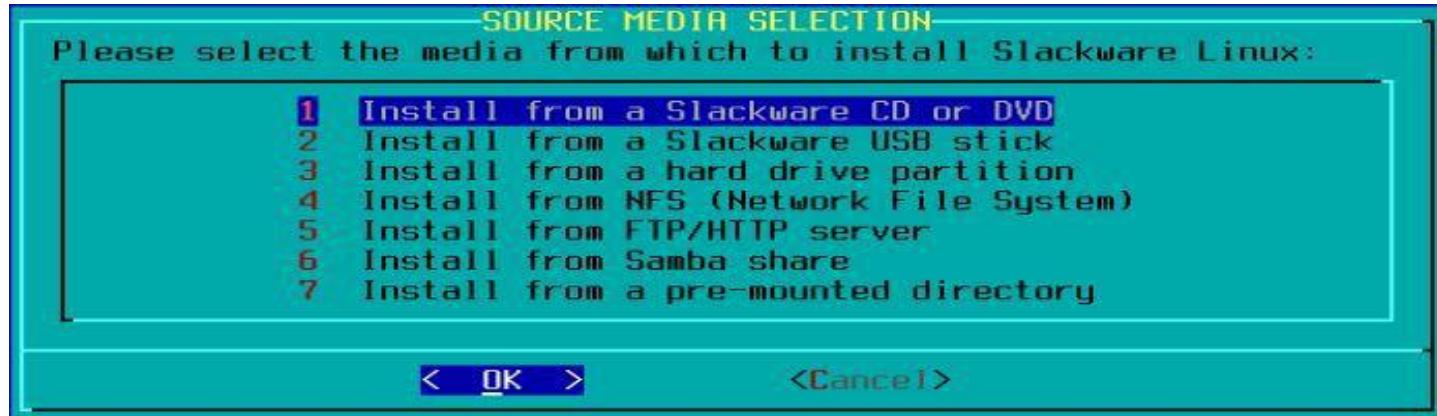 SOURCE MEDIA SELECTION
Please select the media from which to install Slackware Linux:
1 Install from a Slackware CD or DVD
2 Install from a Slackware USB stick
3 Install from a hard drive partition
4 Install from NFS (Network File System)
5 Install from FTP/HTTP server
6 Install from Samba share
7 Install from a pre-mounted directory
< OK > <Cancel>